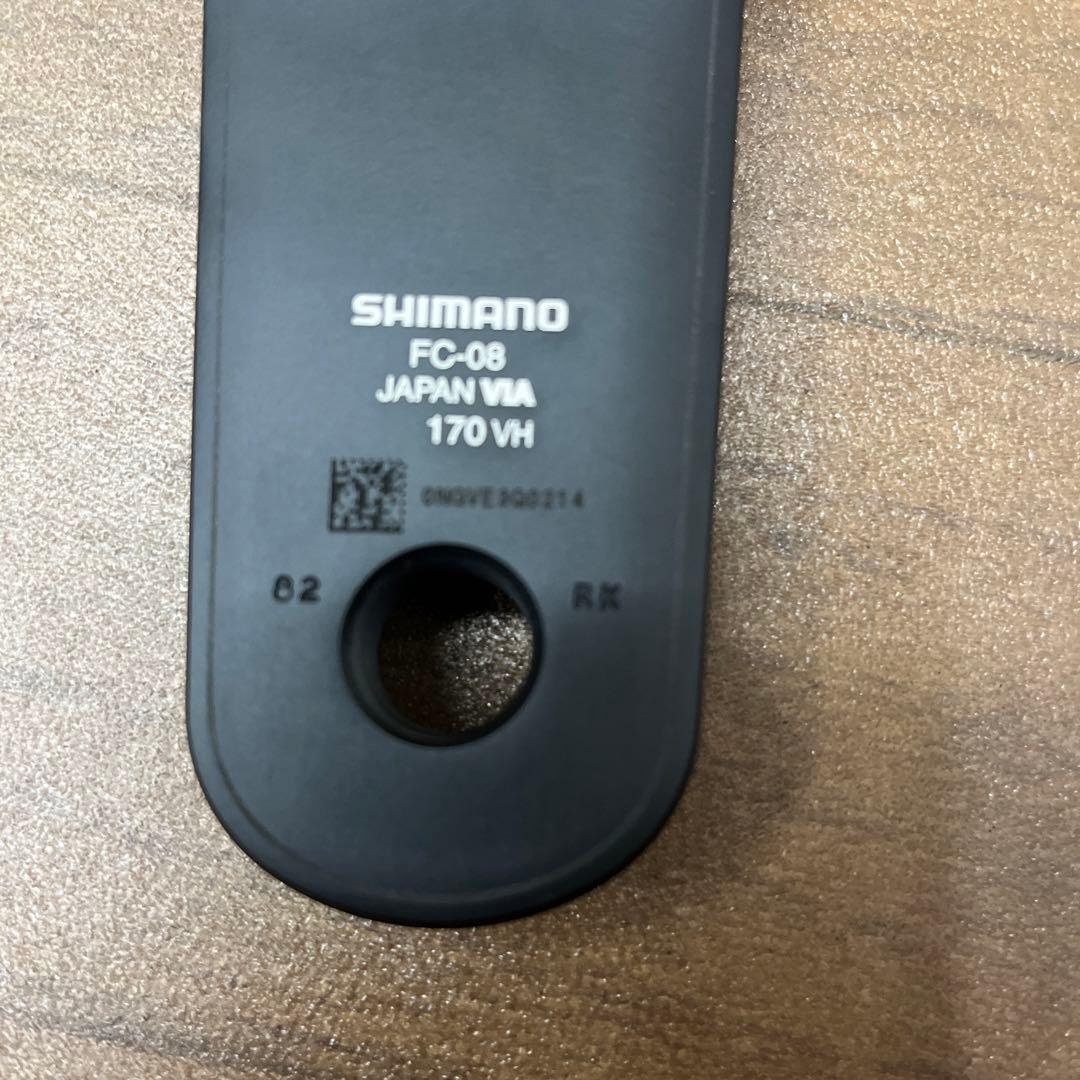 SHIMANO
FC-08
JAPAN VIA
170 VH
82 RK